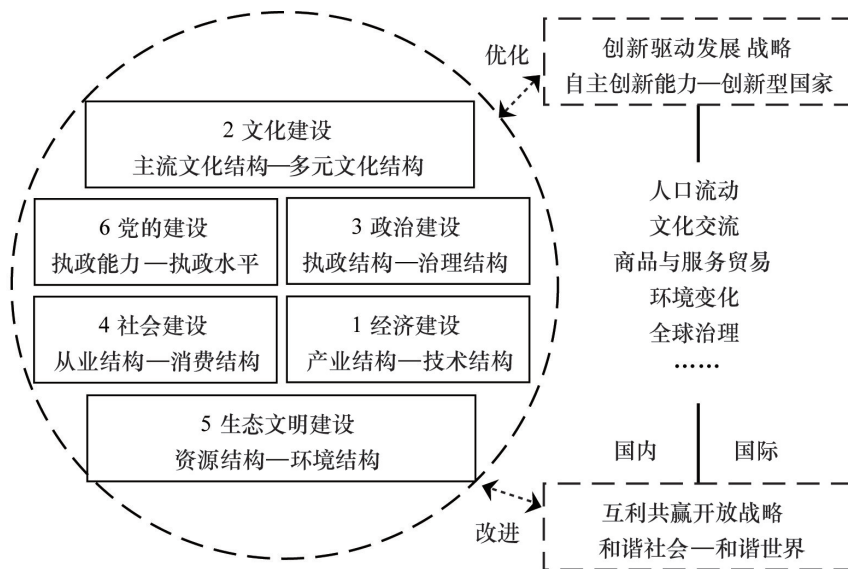 2 文化建设
主流文化结构—多元文化结构
6 党的建设
执政能力—执政水平
3 政治建设
执政结构—治理结构
4 社会建设
从业结构—消费结构
1 经济建设
产业结构—技术结构
5 生态文明建设
资源结构—环境结构
优化
改进
创新驱动发展 战略
自主创新能力—创新型国家
人口流动
文化交流
商品与服务贸易
环境变化
全球治理
……
国内
国际
互利共赢开放战略
和谐社会—和谐世界